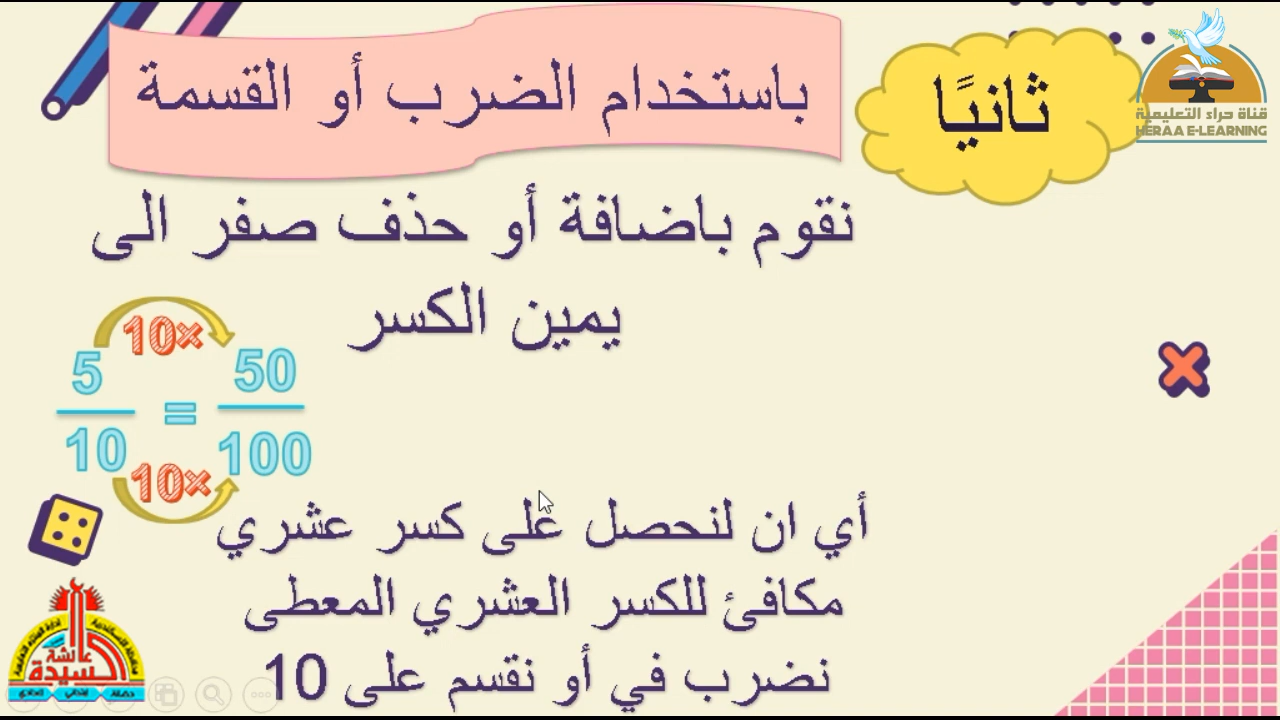 ثانيًا
باستخدام الضرب أو القسمة
قناة حراء التعليمية
HERAA E-LEARNING
نقوم باضافة أو حذف صفر الى
يمين الكسر
10×
5/10 = 50/100
10×
أي ان لنحصل على كسر عشري
مكافئ للكسر العشري المعطى
نضرب في أو نقسم على 10
السيدة
عائشة